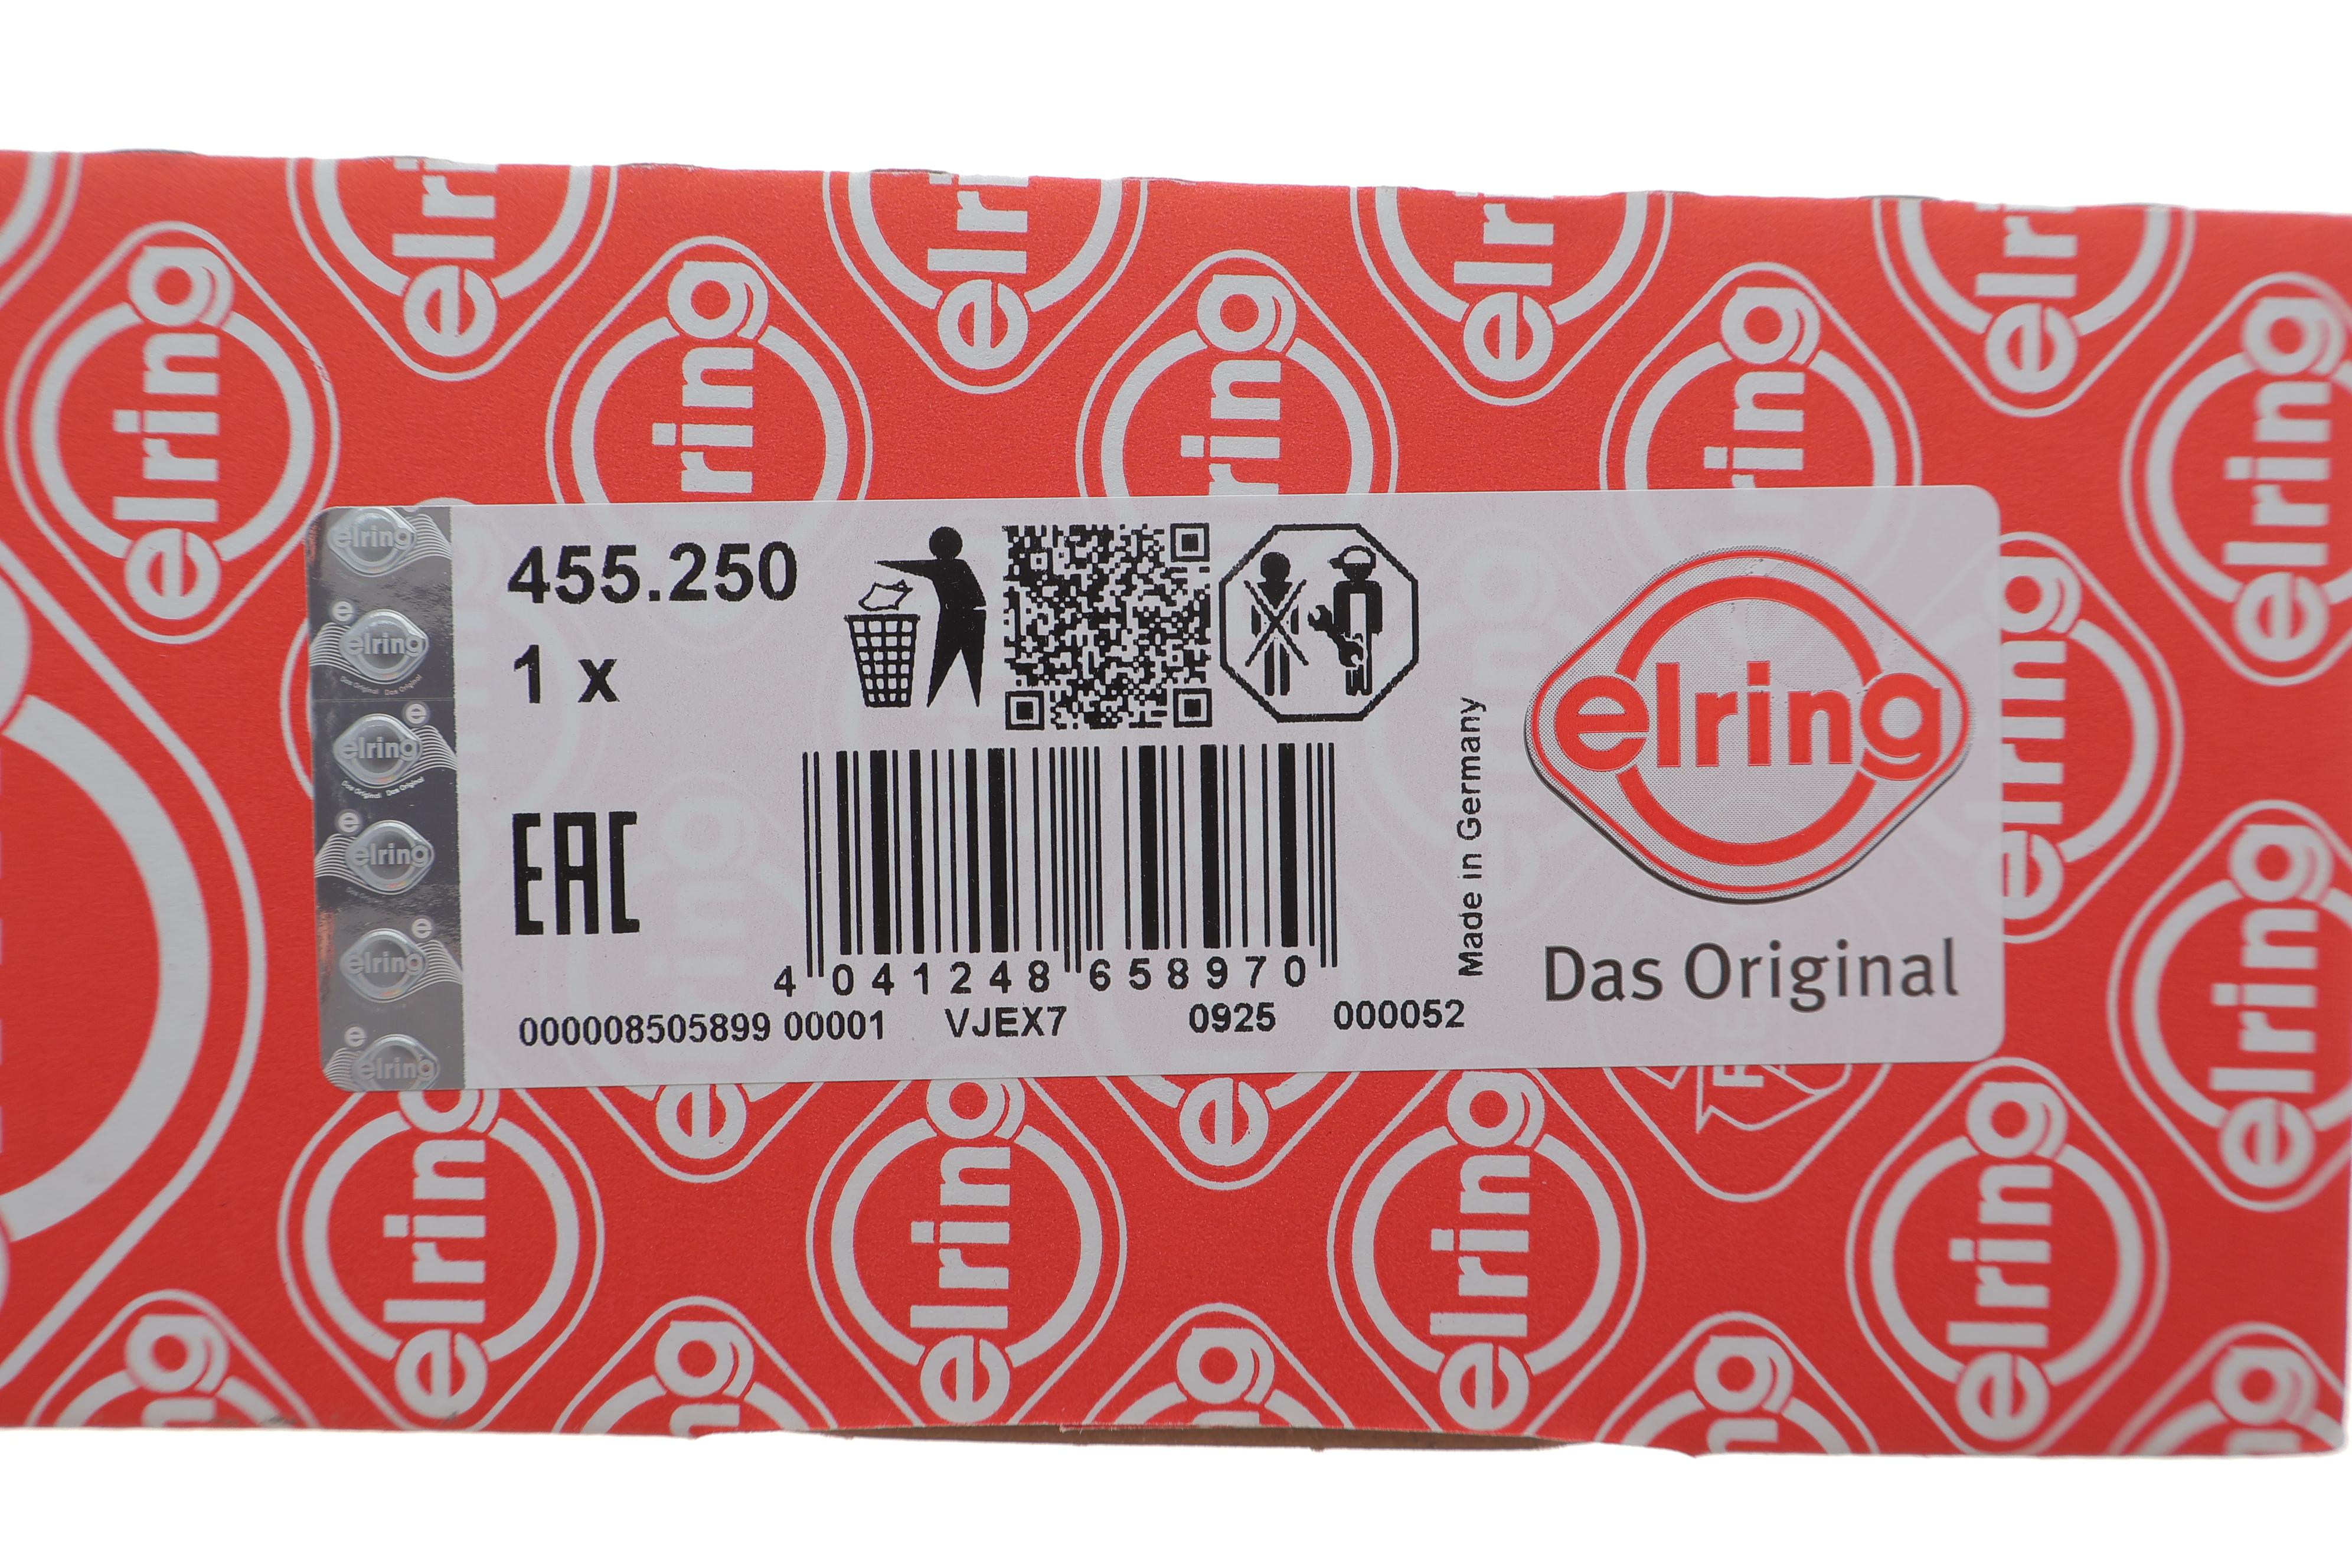 455.250
1 x
EAC
4 041248 658970
000008505899 00001 VJEX7 0925 000052
Made in Germany
elring
Das Original